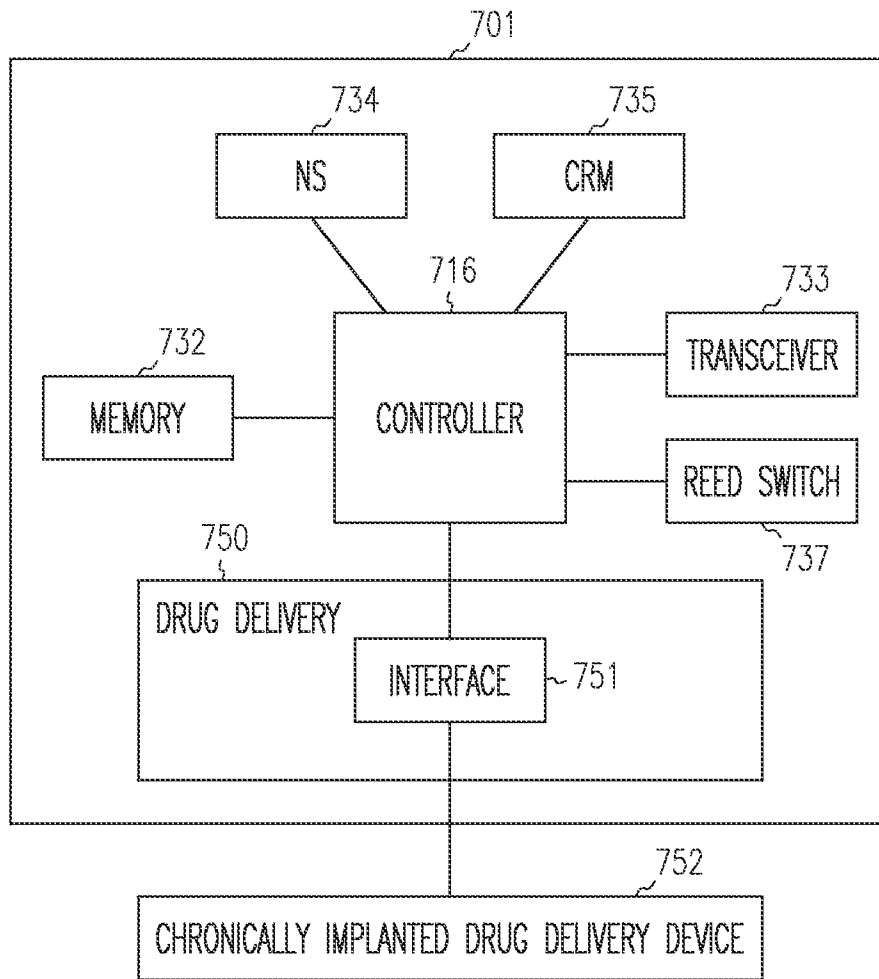 701
734
735
NS
CRM
716
733
732
TRANSCEIVER
MEMORY
CONTROLLER
REED SWITCH
737
750
DRUG DELIVERY
INTERFACE
751
752
CHRONICALLY IMPLANTED DRUG DELIVERY DEVICE